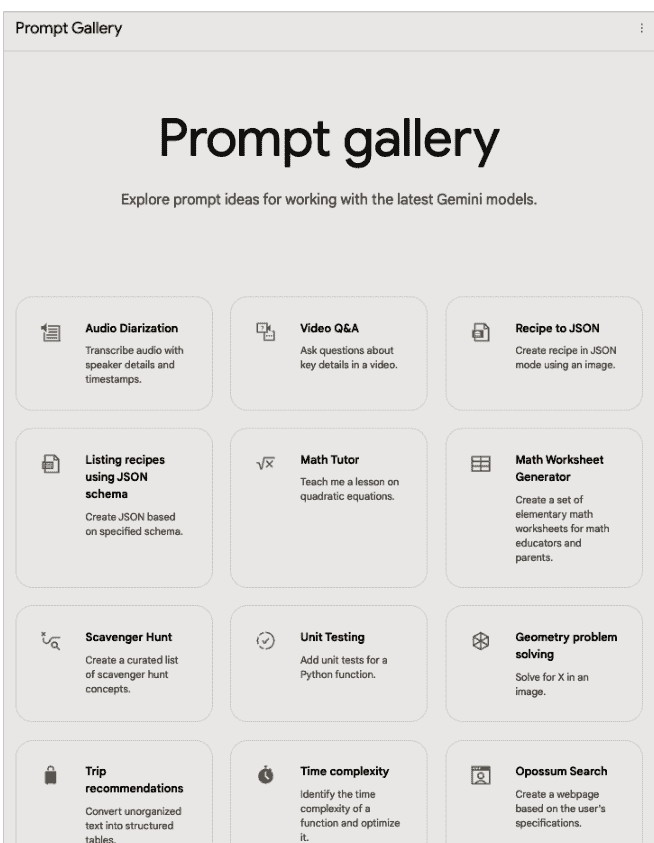 Prompt Gallery
Prompt gallery
Explore prompt ideas for working with the latest Gemini models.
Audio Diarization
Transcribe audio with
speaker details and
timestamps.
Video Q&A
Ask questions about
key details in a video.
Recipe to JSON
Create recipe in JSON
mode using an image.
Listing recipes
using JSON
schema
Create JSON based
on specified schema.
Math Tutor
Teach me a lesson on
quadratic equations.
Math Worksheet
Generator
Create a set of
elementary math
worksheets for math
educators and
parents.
Scavenger Hunt
Create a curated list
of scavenger hunt
concepts.
Unit Testing
Add unit tests for a
Python function.
Geometry problem
solving
Solve for X in an
image.
Trip
recommendations
Convert unorganized
text into structured
tables.
Time complexity
Identify the time
complexity of a
function and optimize
it.
Opossum Search
Create a webpage
based on the user's
specifications.